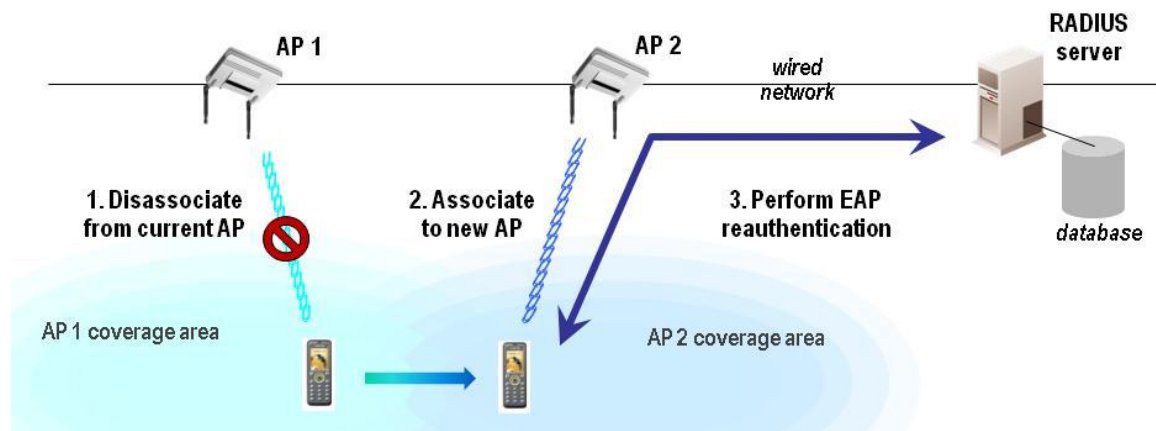 AP 1
AP 2
RADIUS
server
wired
network
1. Disassociate
from current AP
2. Associate
to new AP
3. Perform EAP
reauthentication
database
AP 1 coverage area
AP 2 coverage area